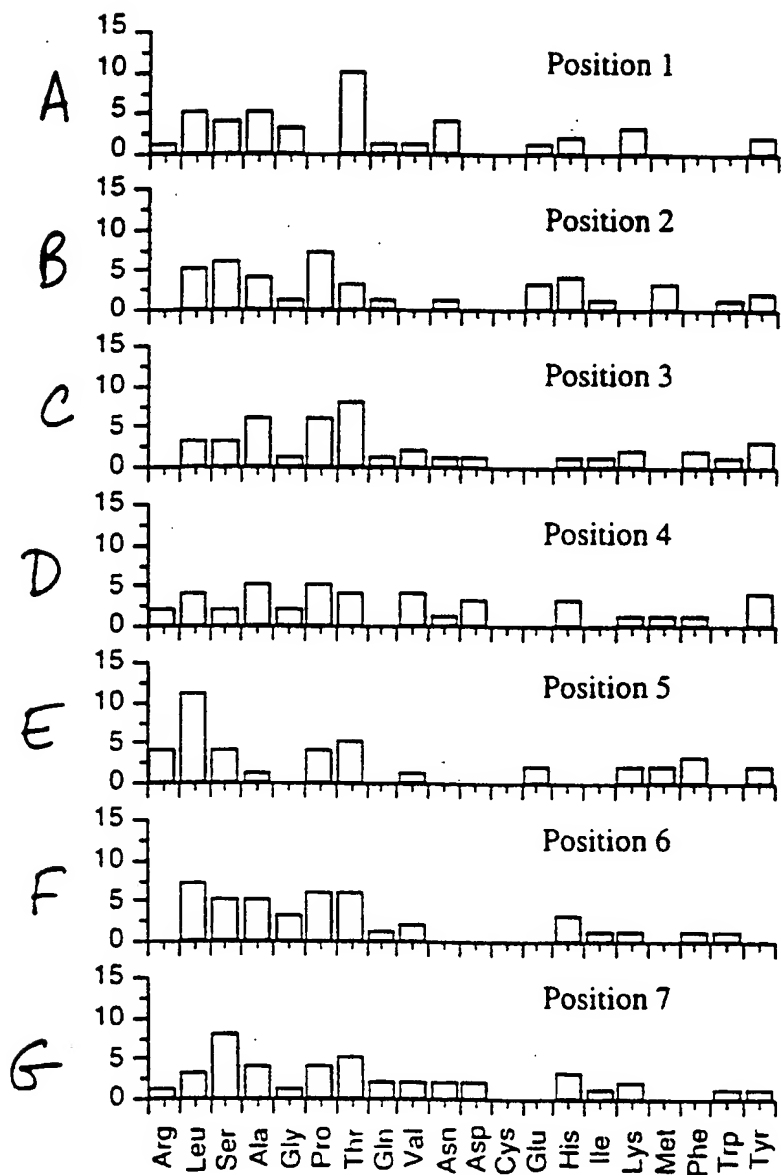 A
15
10
5
0
Position 1
B
15
10
5
0
Position 2
C
15
10
5
0
Position 3
D
15
10
5
0
Position 4
E
15
10
5
0
Position 5
F
15
10
5
0
Position 6
G
15
10
5
0
Position 7
Arg Leu Ser Ala Gly Pro Thr Gln Val Asn Asp Cys Glu His Ile Lys Met Phe Trp Tyr